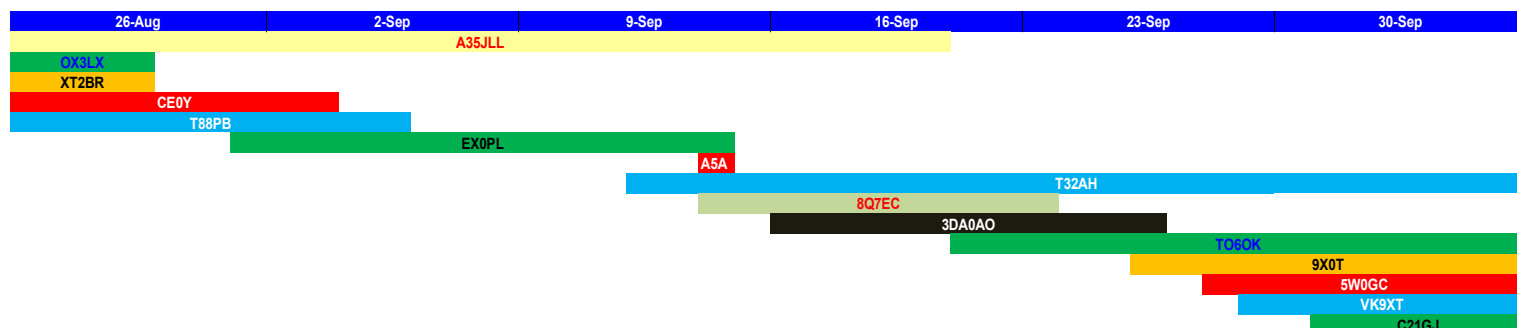 26-Aug 2-Sep 9-Sep 16-Sep 23-Sep 30-Sep
A35JLL
OX3LX
XT2BR
CE0Y
T88PB
EX0PL
A5A
T32AH
8Q7EC
3DA0AO
TO6OK
9X0T
5W0GC
VK9XT
C21GJ